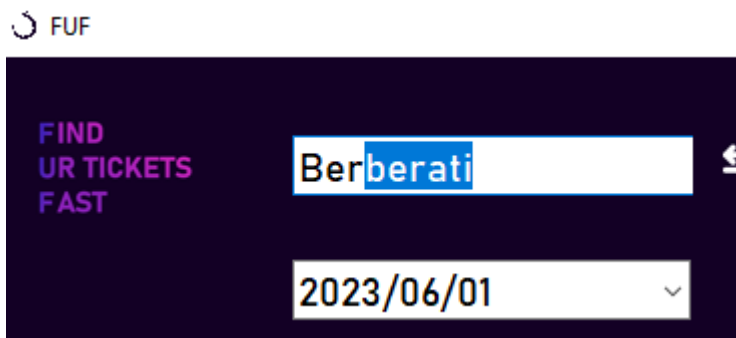 FUF
FIND
UR TICKETS
FAST
Berberati
2023/06/01